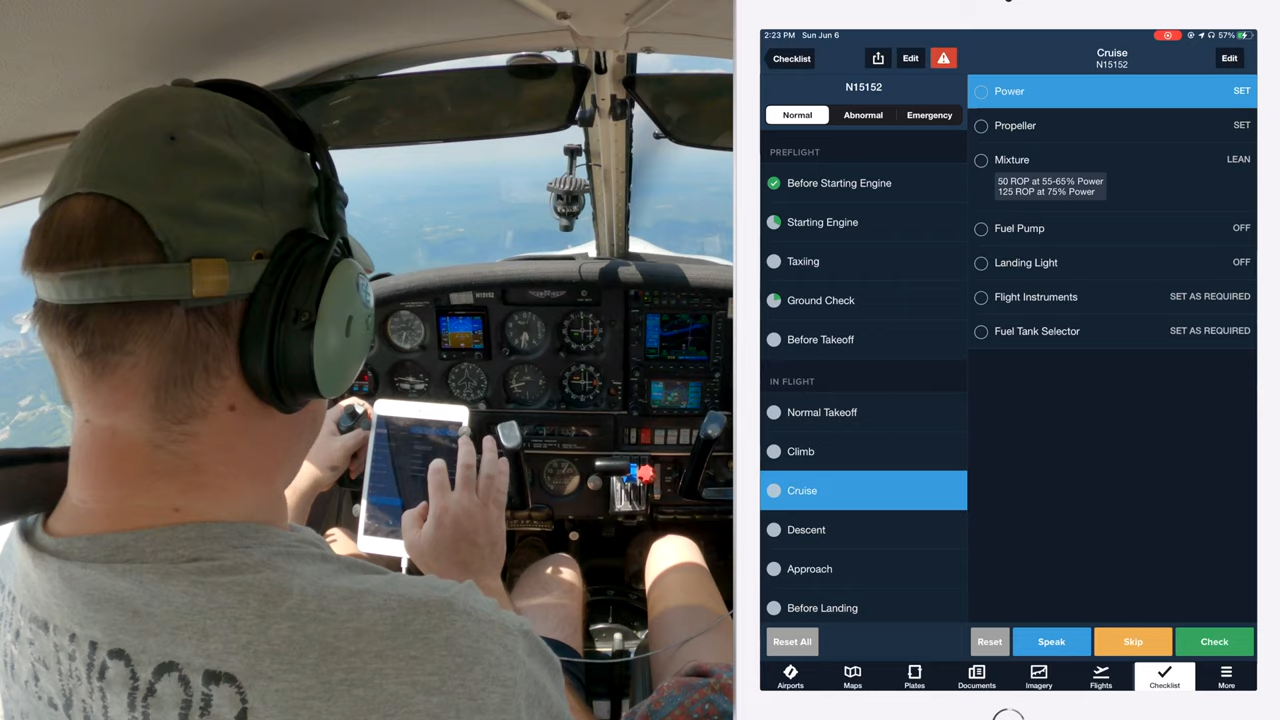 2:23 PM Sun Jun 6
57%
Checklist
Edit
Cruise
N15152
Edit
N15152
Normal
Abnormal
Emergency
PREFLIGHT
Before Starting Engine
Starting Engine
Taxiing
Ground Check
Before Takeoff
IN FLIGHT
Normal Takeoff
Climb
Cruise
Descent
Approach
Before Landing
Reset All
Power SET
Propeller SET
Mixture LEAN
50 ROP at 55-65% Power
125 ROP at 75% Power
Fuel Pump OFF
Landing Light OFF
Flight Instruments SET AS REQUIRED
Fuel Tank Selector SET AS REQUIRED
Reset
Speak
Skip
Check
Airports
Maps
Plates
Documents
Imagery
Flights
Checklist
More
N15152